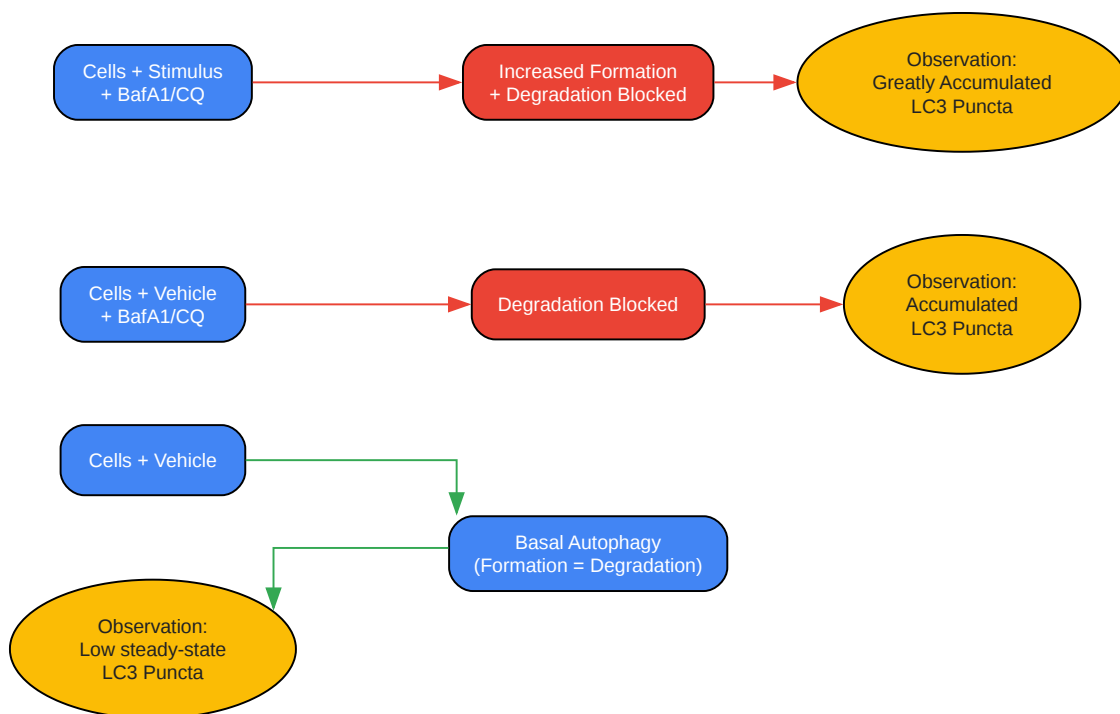 Cells + Stimulus
+ BafA1/CQ
Increased Formation
+ Degradation Blocked
Observation:
Greatly Accumulated
LC3 Puncta
Cells + Vehicle
+ BafA1/CQ
Degradation Blocked
Observation:
Accumulated
LC3 Puncta
Cells + Vehicle
Basal Autophagy
(Formation = Degradation)
Observation:
Low steady-state
LC3 Puncta